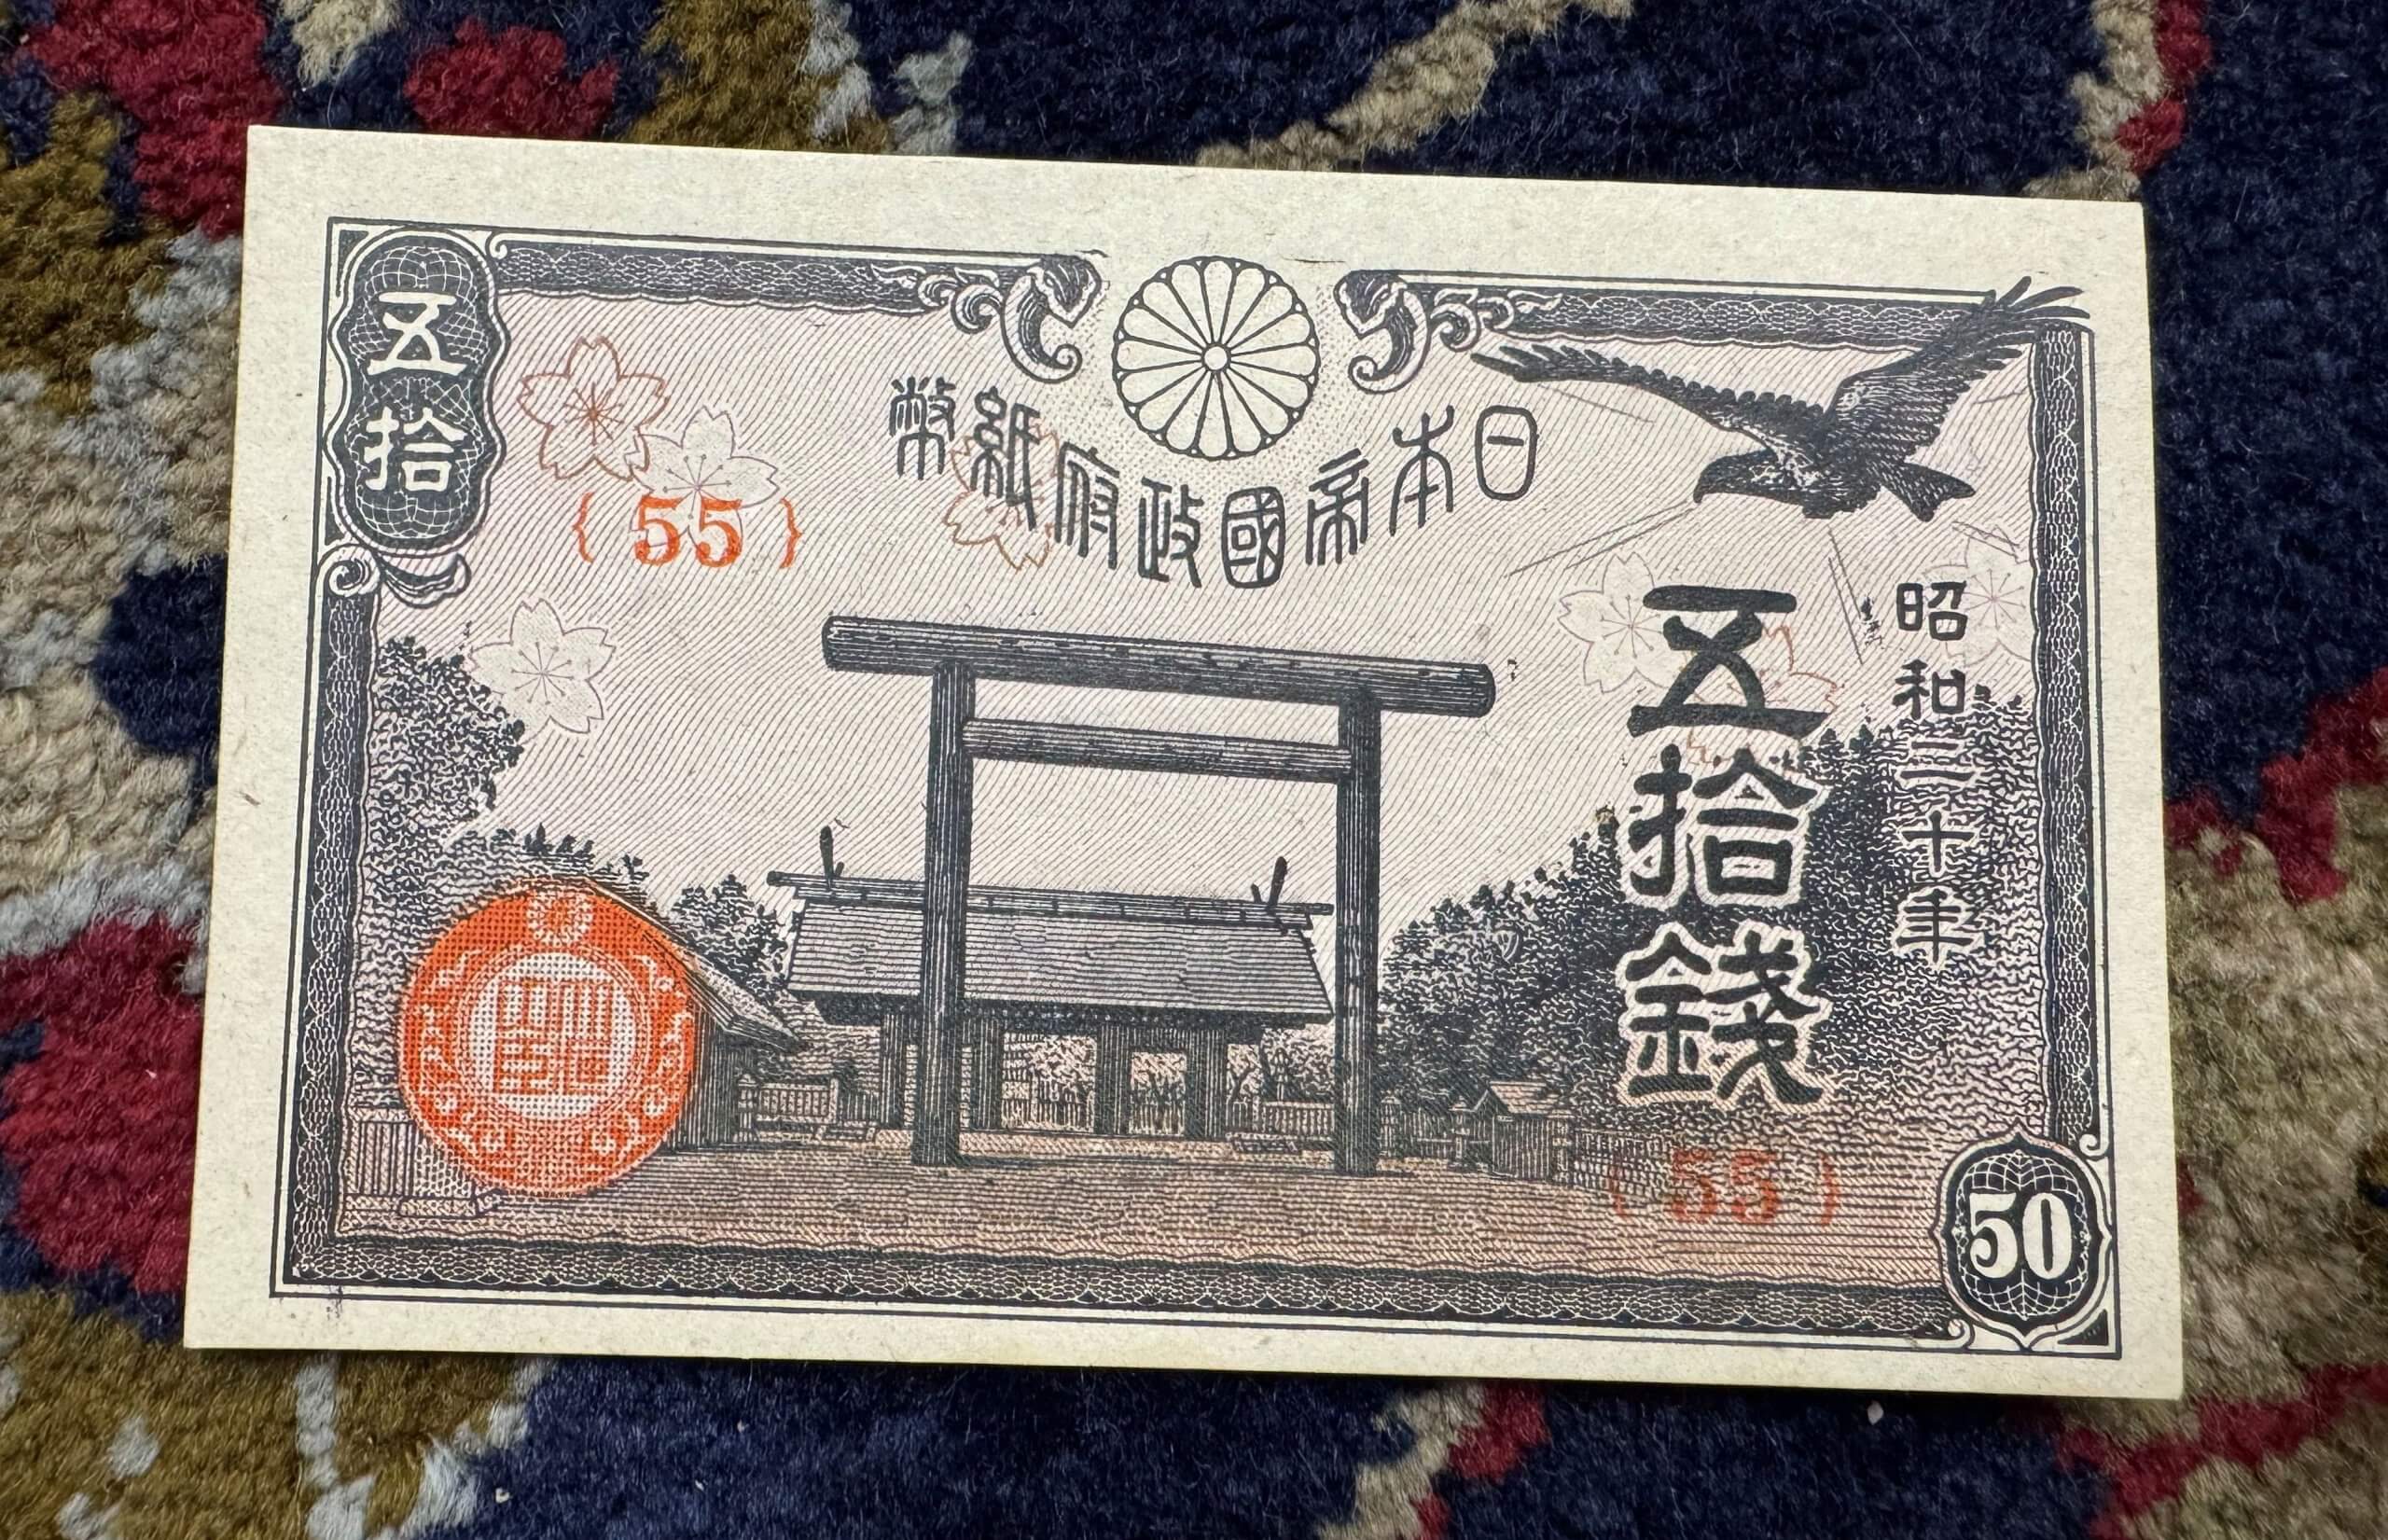 五拾
日本帝國政府紙幣
{55}
昭和二十年
五拾錢
{55}
50